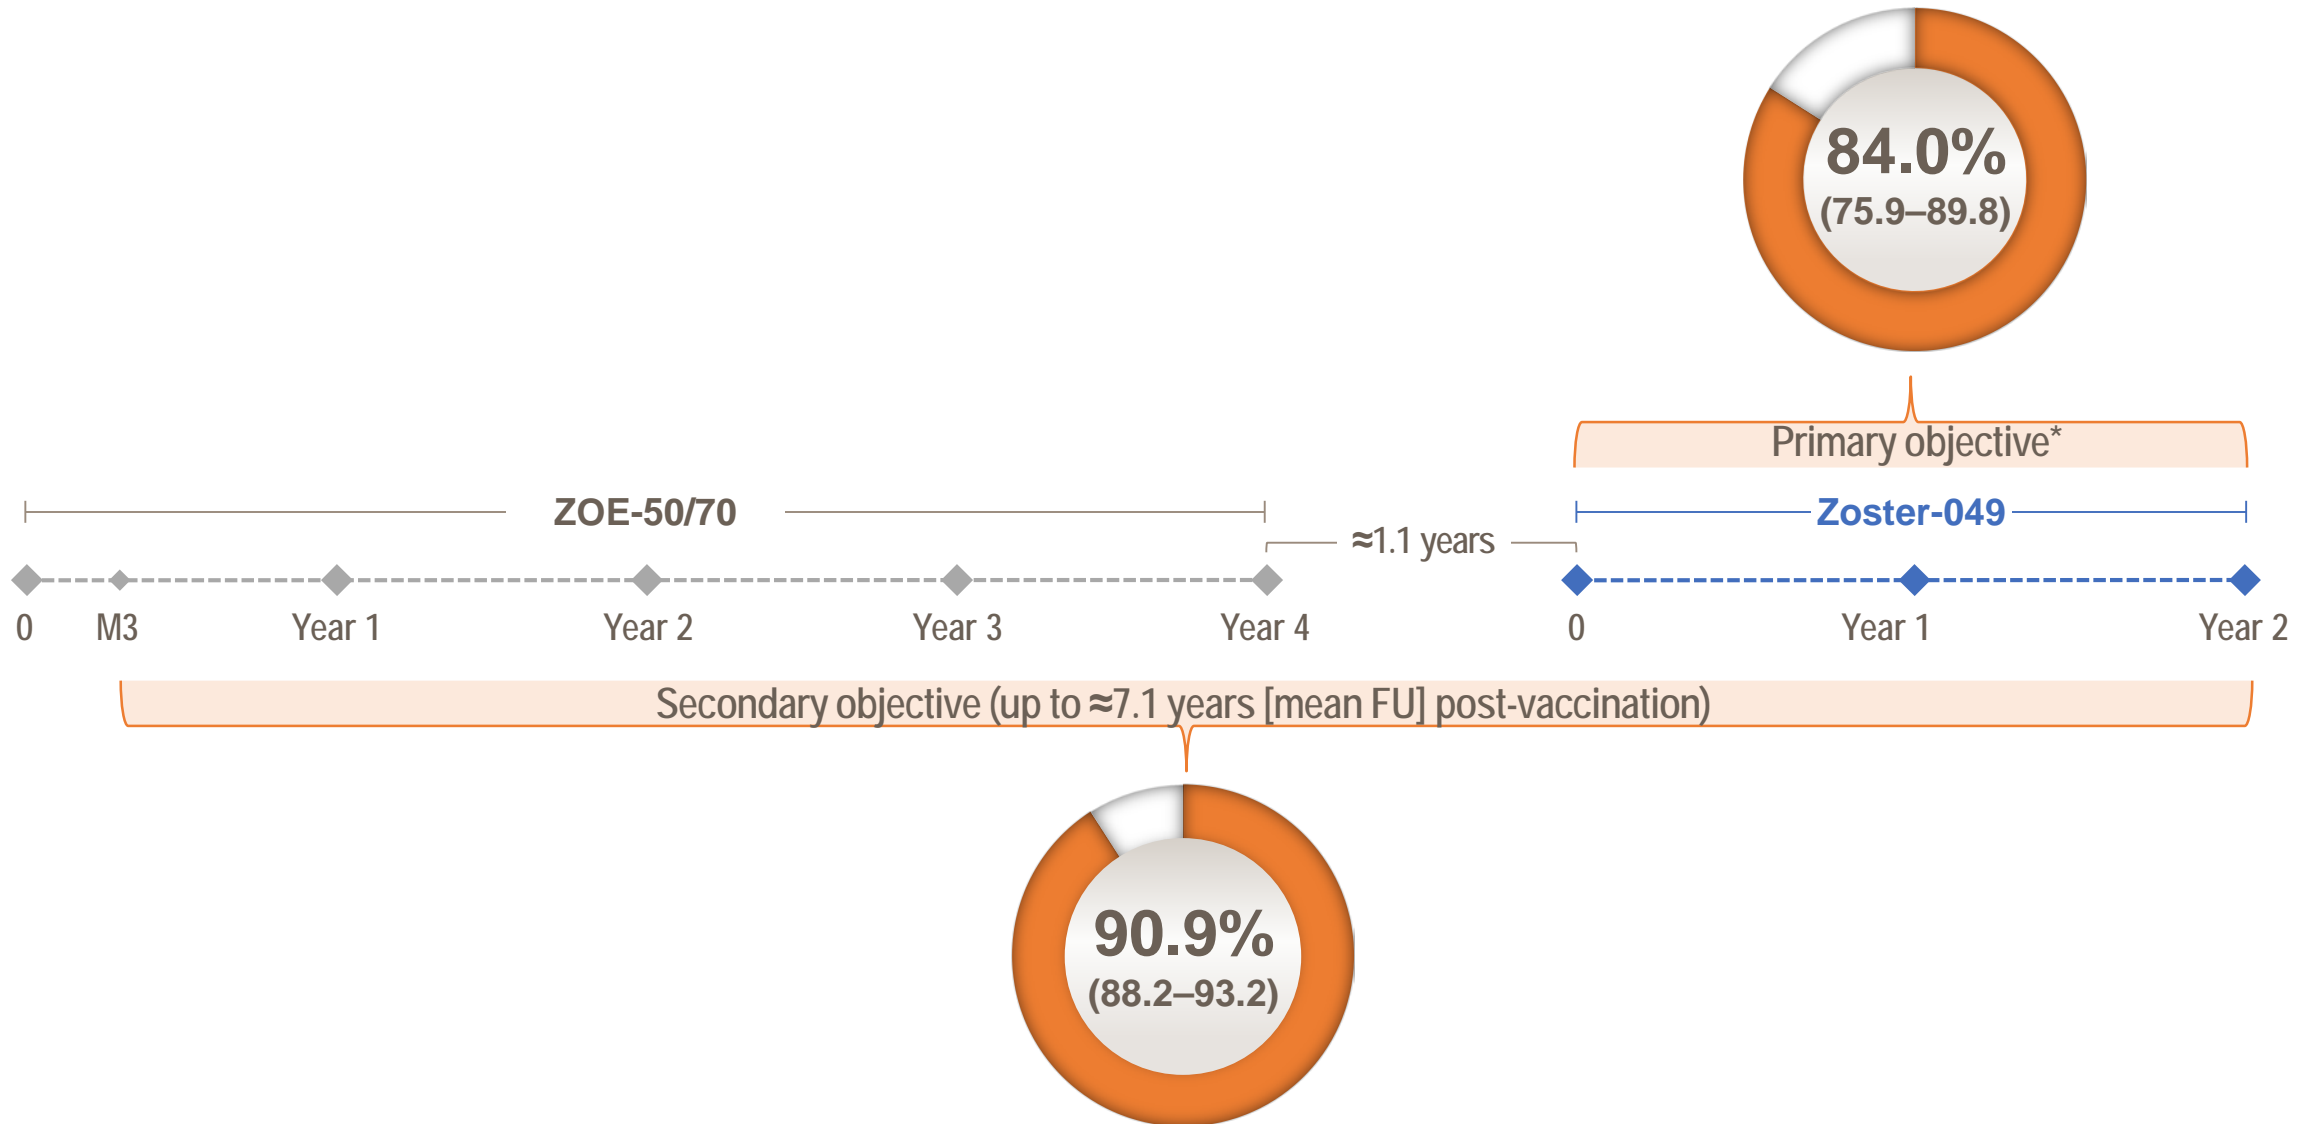 84.0%
(75.9–89.8)
Primary objective*
ZOE-50/70
Zoster-049
≈1.1 years
0
M3
Year 1
Year 2
Year 3
Year 4
0
Year 1
Year 2
Secondary objective (up to ≈7.1 years [mean FU] post-vaccination)
90.9%
(88.2–93.2)